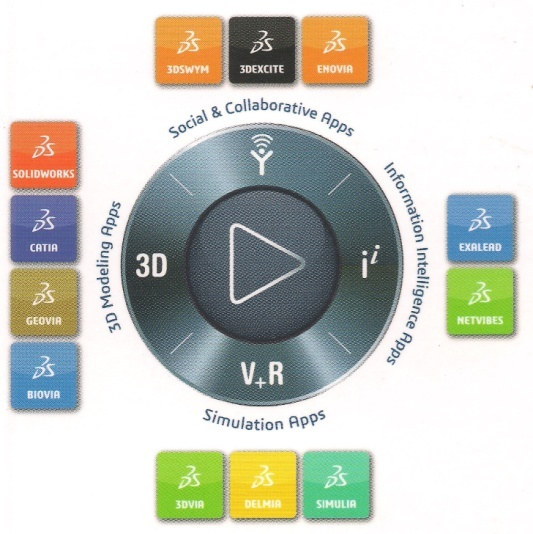 3DSWYM
3DEXCITE
ENOVIA
Social & Collaborative Apps
SOLIDWORKS
CATIA
GEOVIA
BIOVIA
3D Modeling Apps
3D
i i
V+R
Information Intelligence Apps
EXALEAD
NETVIBES
Simulation Apps
3DVIA
DELMIA
SIMULIA